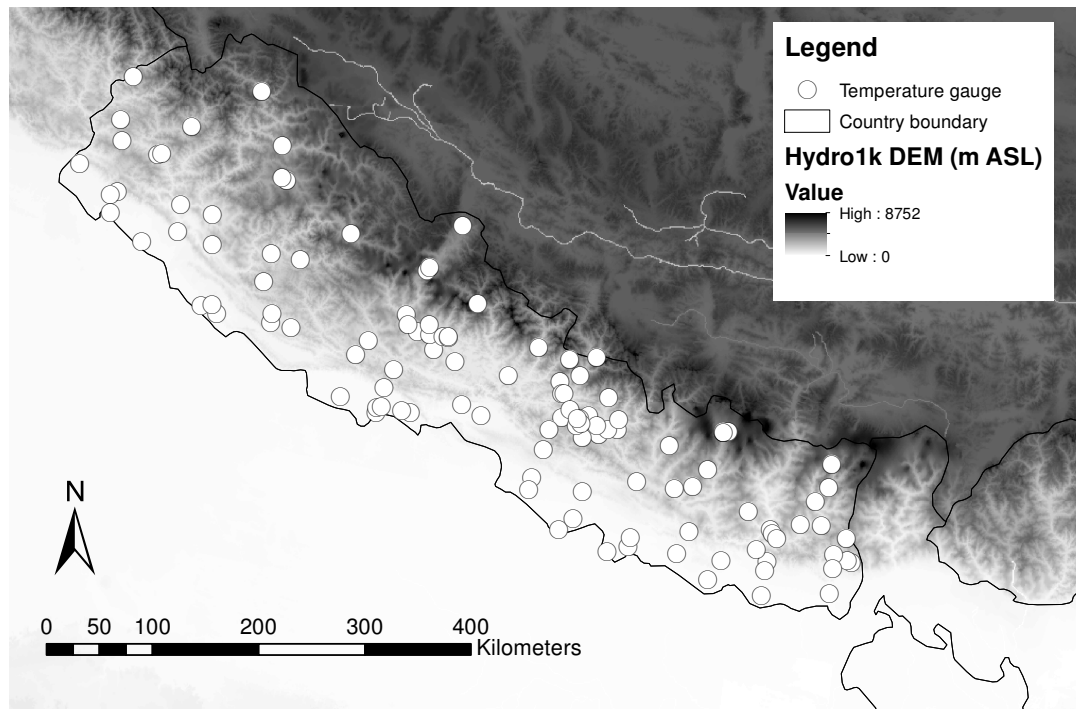 Legend
Temperature gauge
Country boundary
Hydro1k DEM (m ASL)
Value
High : 8752
Low : 0
N
0 50 100 200 300 400
Kilometers